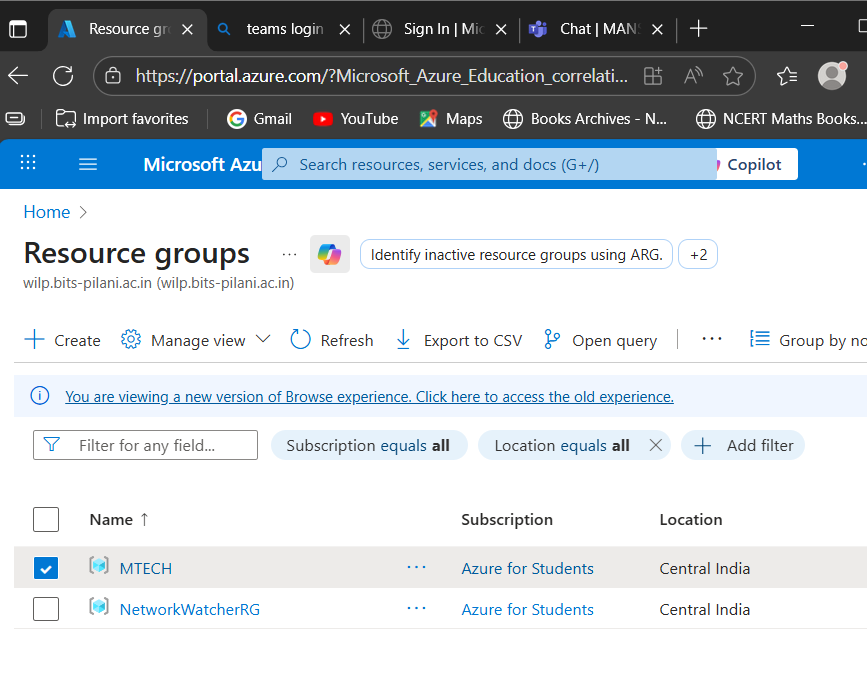 Resource gro
teams login
Sign In | Mic
Chat | MANS
https://portal.azure.com/?Microsoft_Azure_Education_correlati...
Import favorites
Gmail
YouTube
Maps
Books Archives - N...
NCERT Maths Books...
Microsoft Azu
Search resources, services, and docs (G+/)
Copilot
Home
Resource groups
...
Identify inactive resource groups using ARG.
+2
wilp.bits-pilani.ac.in (wilp.bits-pilani.ac.in)
Create
Manage view
Refresh
Export to CSV
Open query
...
Group by no
You are viewing a new version of Browse experience. Click here to access the old experience.
Filter for any field...
Subscription equals all
Location equals all
Add filter
Name ↑
Subscription
Location
MTECH
...
Azure for Students
Central India
NetworkWatcherRG
...
Azure for Students
Central India